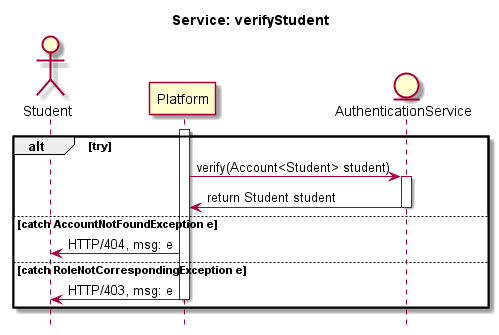 Service: verifyStudent
Student
Platform
AuthenticationService
alt [try]
verify(Account<Student> student)
return Student student
[catch AccountNotFoundException e]
HTTP/404, msg: e
[catch RoleNotCorrespondingException e]
HTTP/403, msg: e